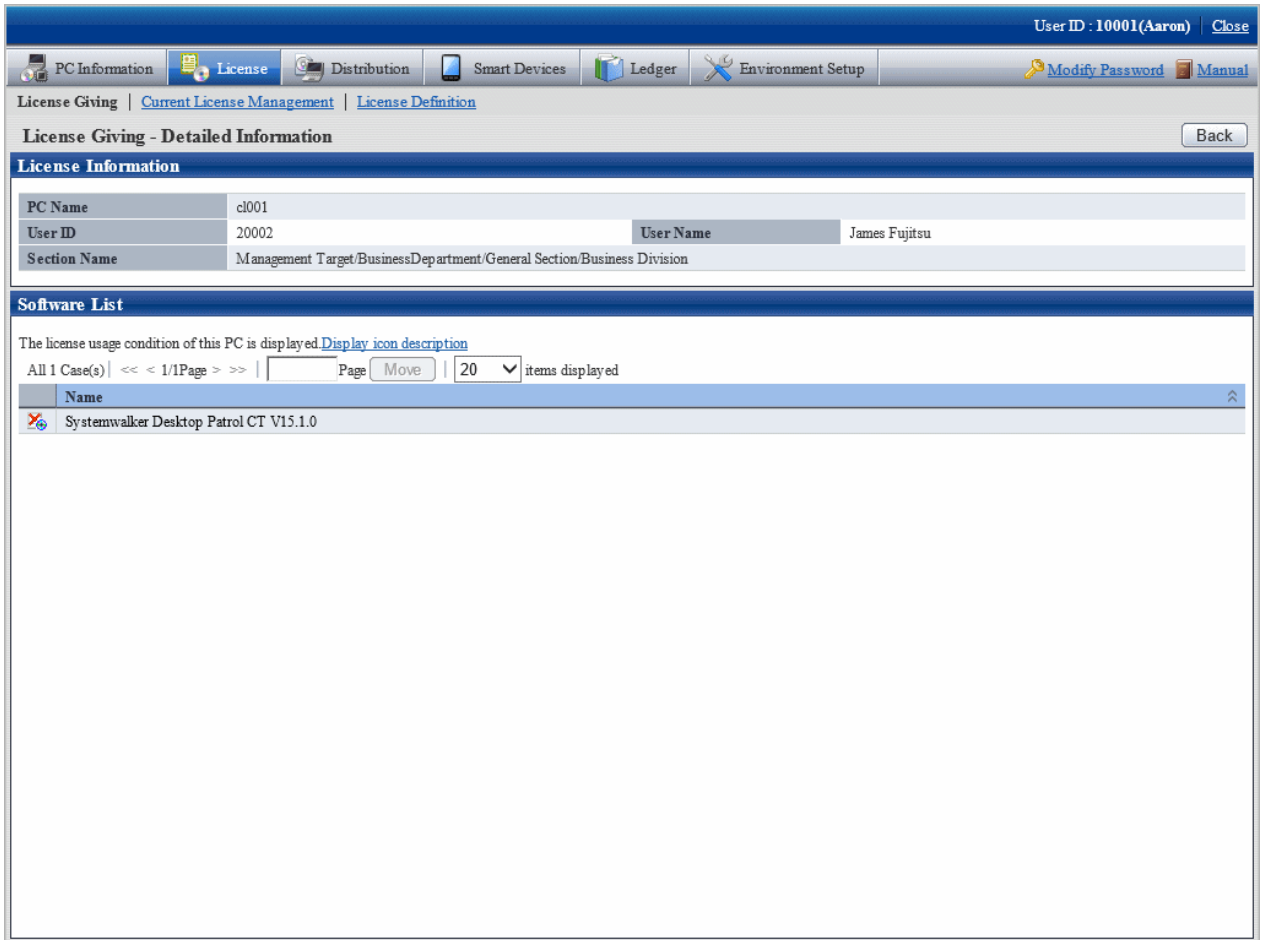 User ID : 10001(Aaron) Close
PC Information License Distribution Smart Devices Ledger Environment Setup Modify Password Manual
License Giving | Current License Management | License Definition
License Giving - Detailed Information Back
License Information
PC Name cl001
User ID 20002 User Name James Fujitsu
Section Name Management Target/BusinessDepartment/General Section/Business Division
Software List
The license usage condition of this PC is displayed.Display icon description
All 1 Case(s) | << < 1/1Page > >> | Page Move | 20 items displayed
Name
Systemwalker Desktop Patrol CT V15.1.0